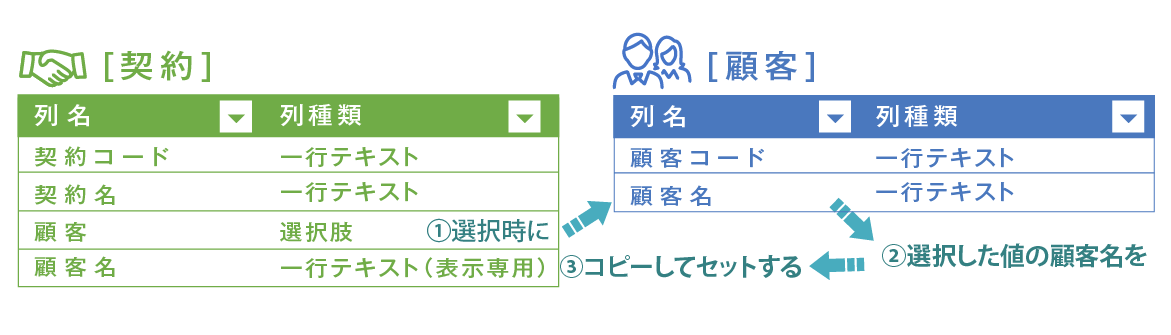 [契約]
列名 列種類
契約コード 一行テキスト
契約名 一行テキスト
顧客 選択肢 ①選択時に
顧客名 一行テキスト(表示専用)
[顧客]
列名 列種類
顧客コード 一行テキスト
顧客名 一行テキスト
②選択した値の顧客名を
③コピーしてセットする